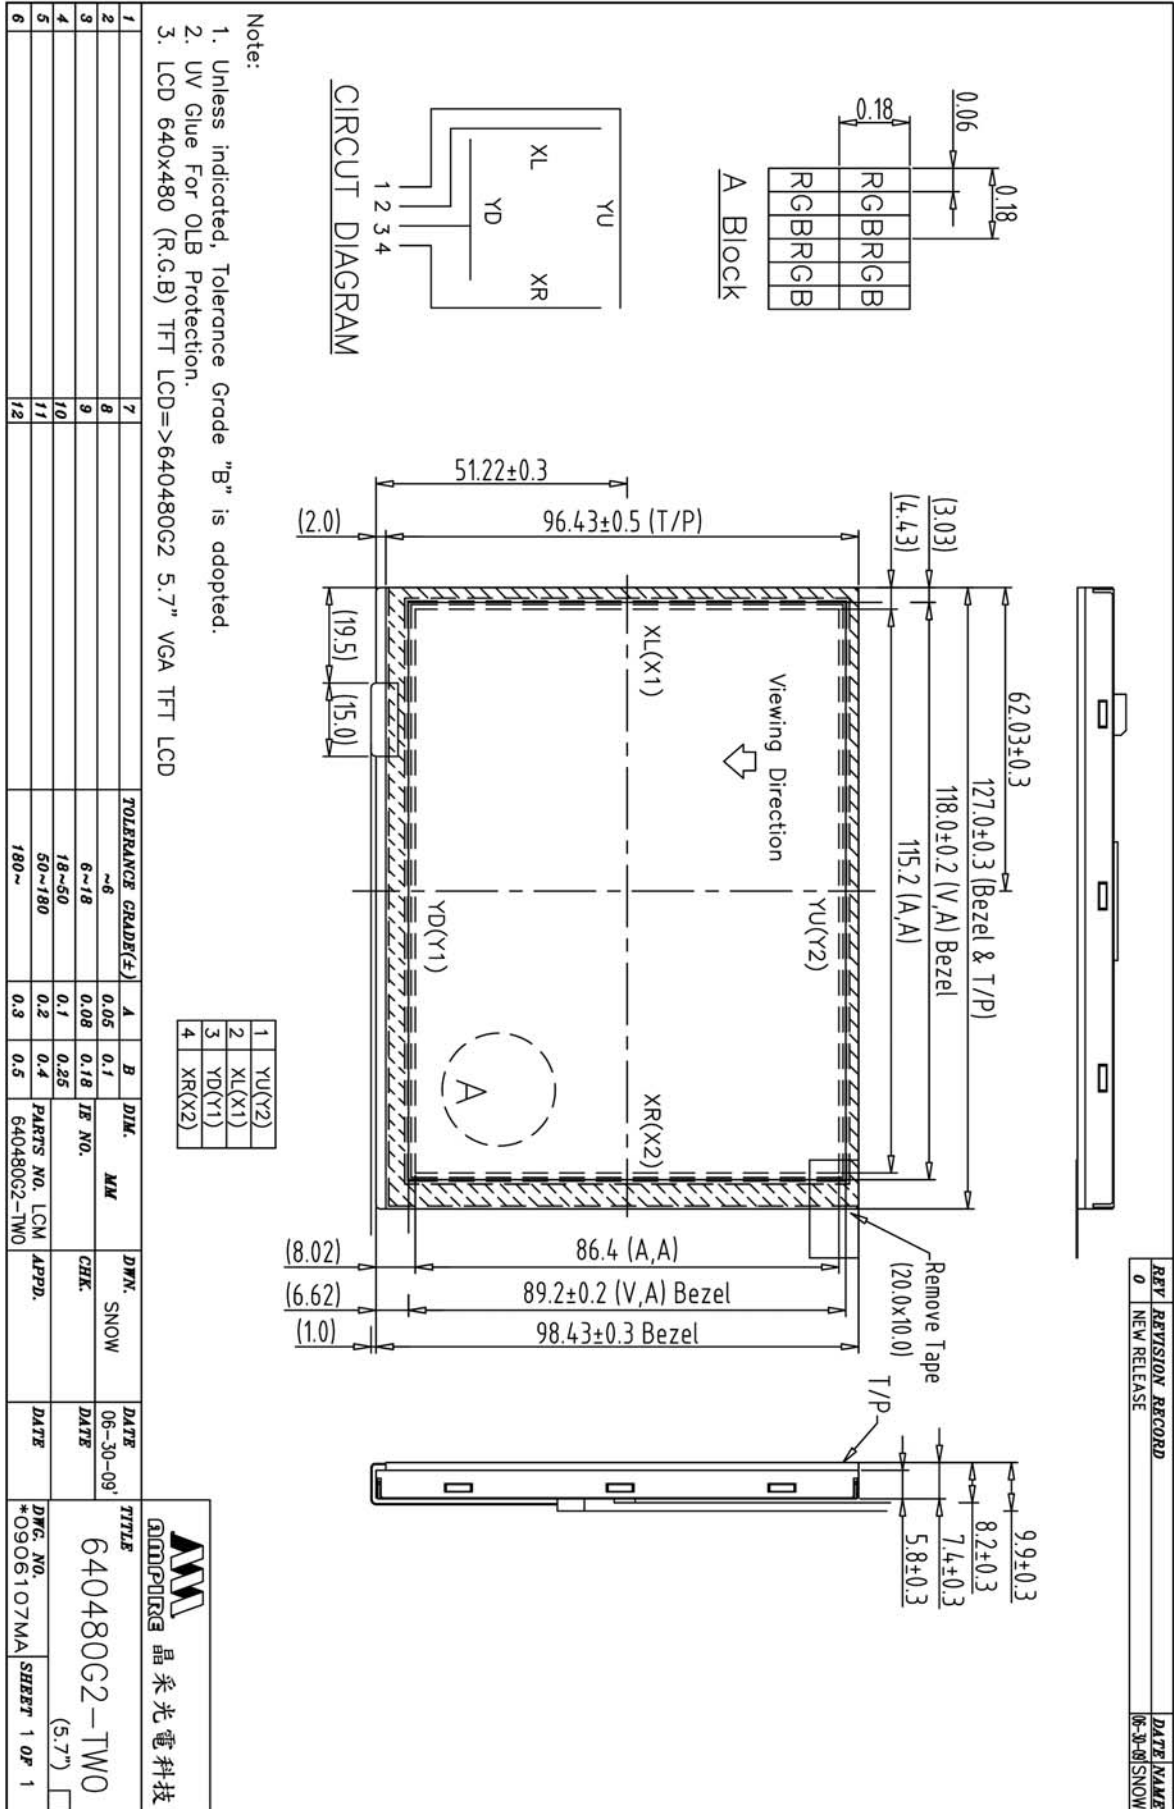 REV REVISION RECORD DATE NAME
0 NEW RELEASE 06-30-09' SNOW
0.06
0.18
0.18
R G B R G B
R G B R G B
A Block
YU
XL
XR
YD
1 2 3 4
CIRCUT DIAGRAM
62.03±0.3
127.0±0.3 (Bezel & T/P)
118.0±0.2 (V,A) Bezel
115.2 (A,A)
(3.03)
(4.43)
51.22±0.3
96.43±0.5 (T/P)
(2.0)
(19.5)
(15.0)
Viewing Direction
XL(X1)
XR(X2)
YU(Y2)
YD(Y1)
A
Remove Tape
(20.0x10.0)
86.4 (A,A)
89.2±0.2 (V,A) Bezel
98.43±0.3 Bezel
(8.02)
(6.62)
(1.0)
T/P
9.9±0.3
8.2±0.3
7.4±0.3
5.8±0.3
1 YU(Y2)
2 XL(X1)
3 YD(Y1)
4 XR(X2)
Note:
1. Unless indicated, Tolerance Grade "B" is adopted.
2. UV Glue For OLB Protection.
3. LCD 640x480 (R.G.B) TFT LCD=>640480G2 5.7" VGA TFT LCD
1 7
2 8
3 9
4 10
5 11
6 12
TOLERANCE GRADE(±) A B
~6 0.05 0.1
6~18 0.08 0.18
18~50 0.1 0.25
50~180 0.2 0.4
180~ 0.3 0.5
DIM. MM
IE NO.
PARTS NO. LCM
640480G2-TW0
DWN. SNOW
DATE 06-30-09'
CHK.
DATE
APPD.
DATE
AMPIRE 晶采光電科技
TITLE
640480G2-TW0
(5.7")
DWG. NO.
*0906107MA
SHEET 1 OF 1